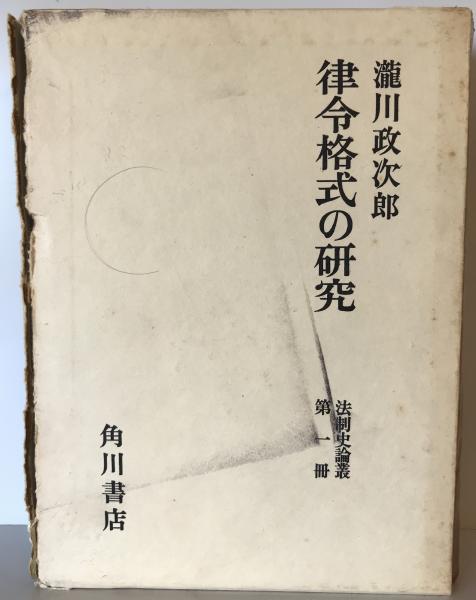 瀧川政次郎
律令格式の研究
法制史論叢
第一冊
角川書店